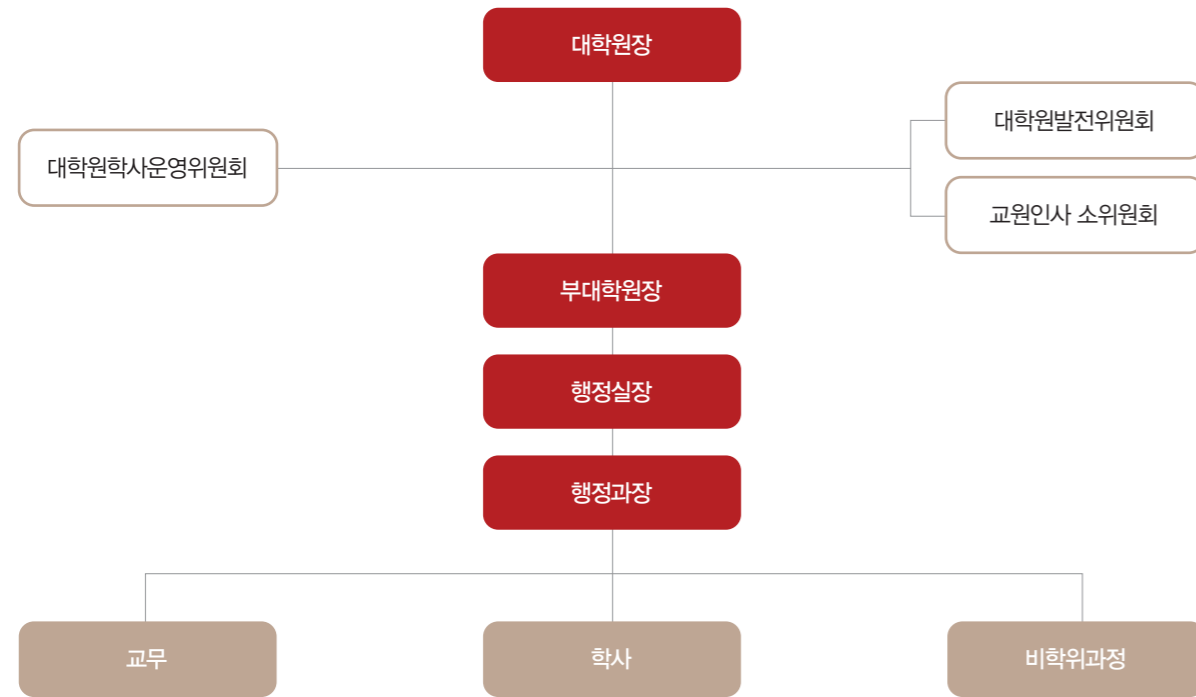 대학원장
대학원발전위원회
대학원학사운영위원회
교원인사 소위원회
부대학원장
행정실장
행정과장
교무
학사
비학위과정